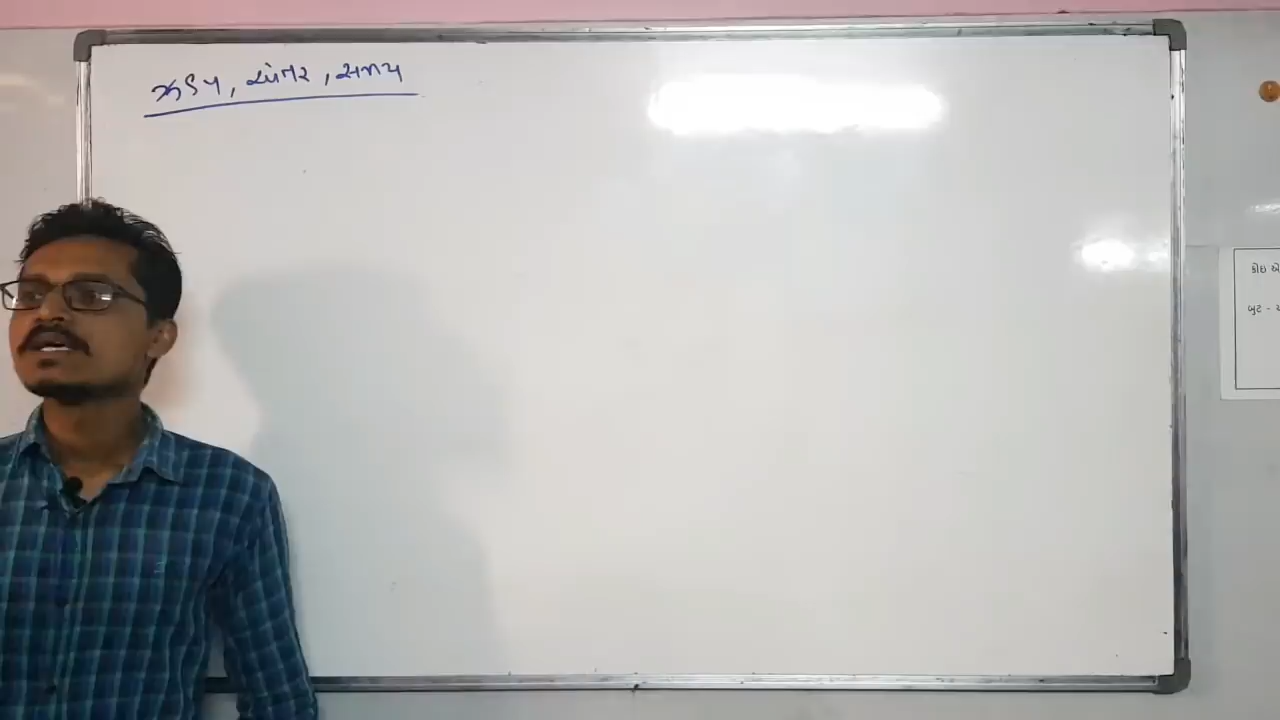 ઝડપ, અંતર, સમય
કોઇ એ
બુટ - ચ